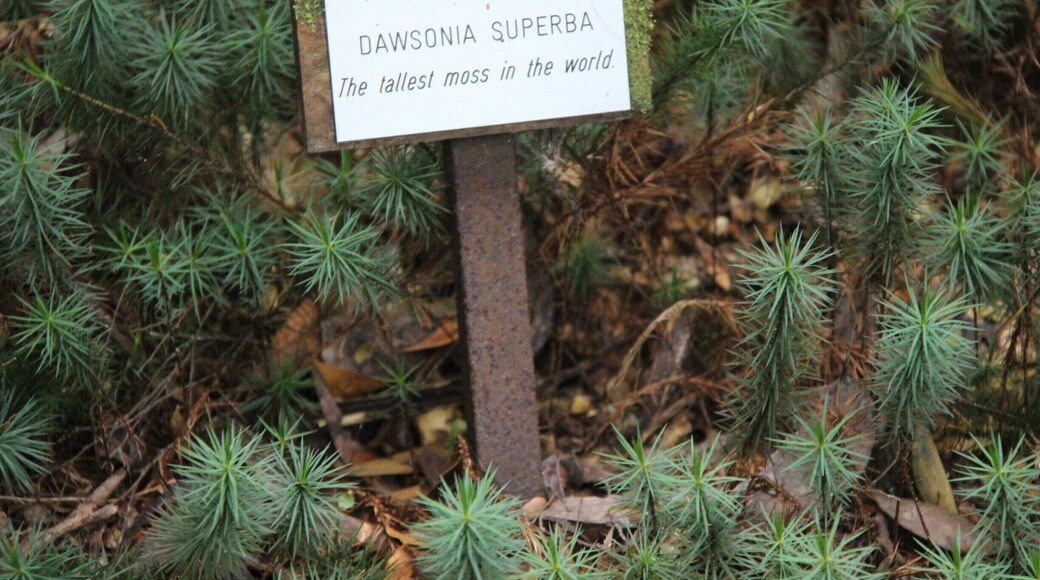 DAWSONIA SUPERBA
The tallest moss in the world.